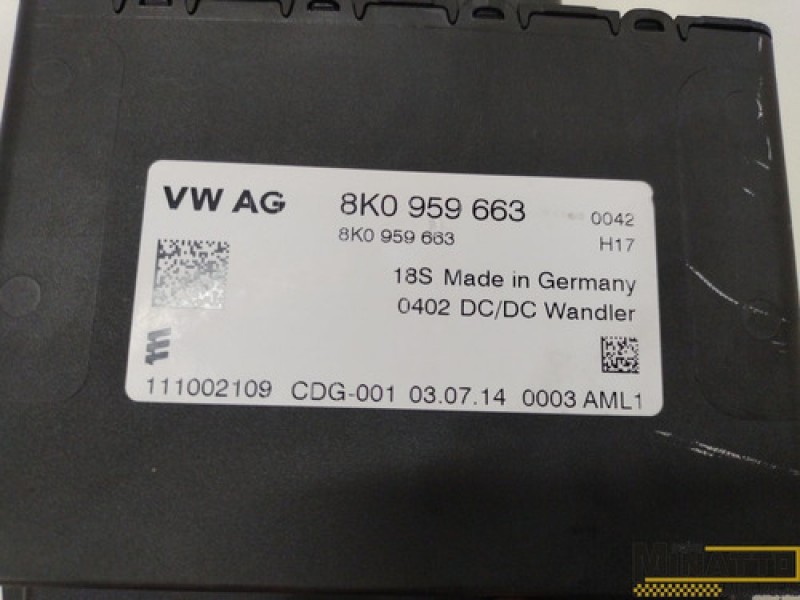 VW AG 8K0 959 663 0042
8K0 959 663 H17
18S Made in Germany
0402 DC/DC Wandler
111002109 CDG-001 03.07.14 0003 AML1
MINATTO